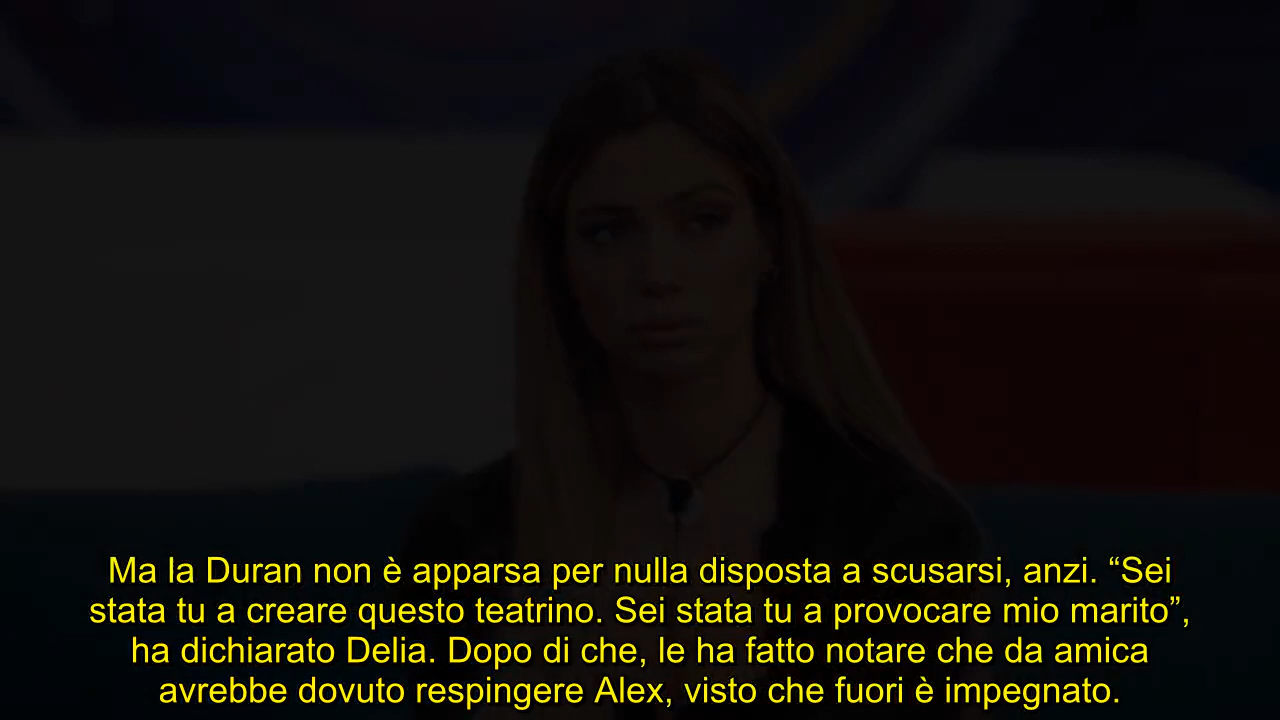 Ma la Duran non è apparsa per nulla disposta a scusarsi, anzi. “Sei
stata tu a creare questo teatrino. Sei stata tu a provocare mio marito”,
ha dichiarato Delia. Dopo di che, le ha fatto notare che da amica
avrebbe dovuto respingere Alex, visto che fuori è impegnato.